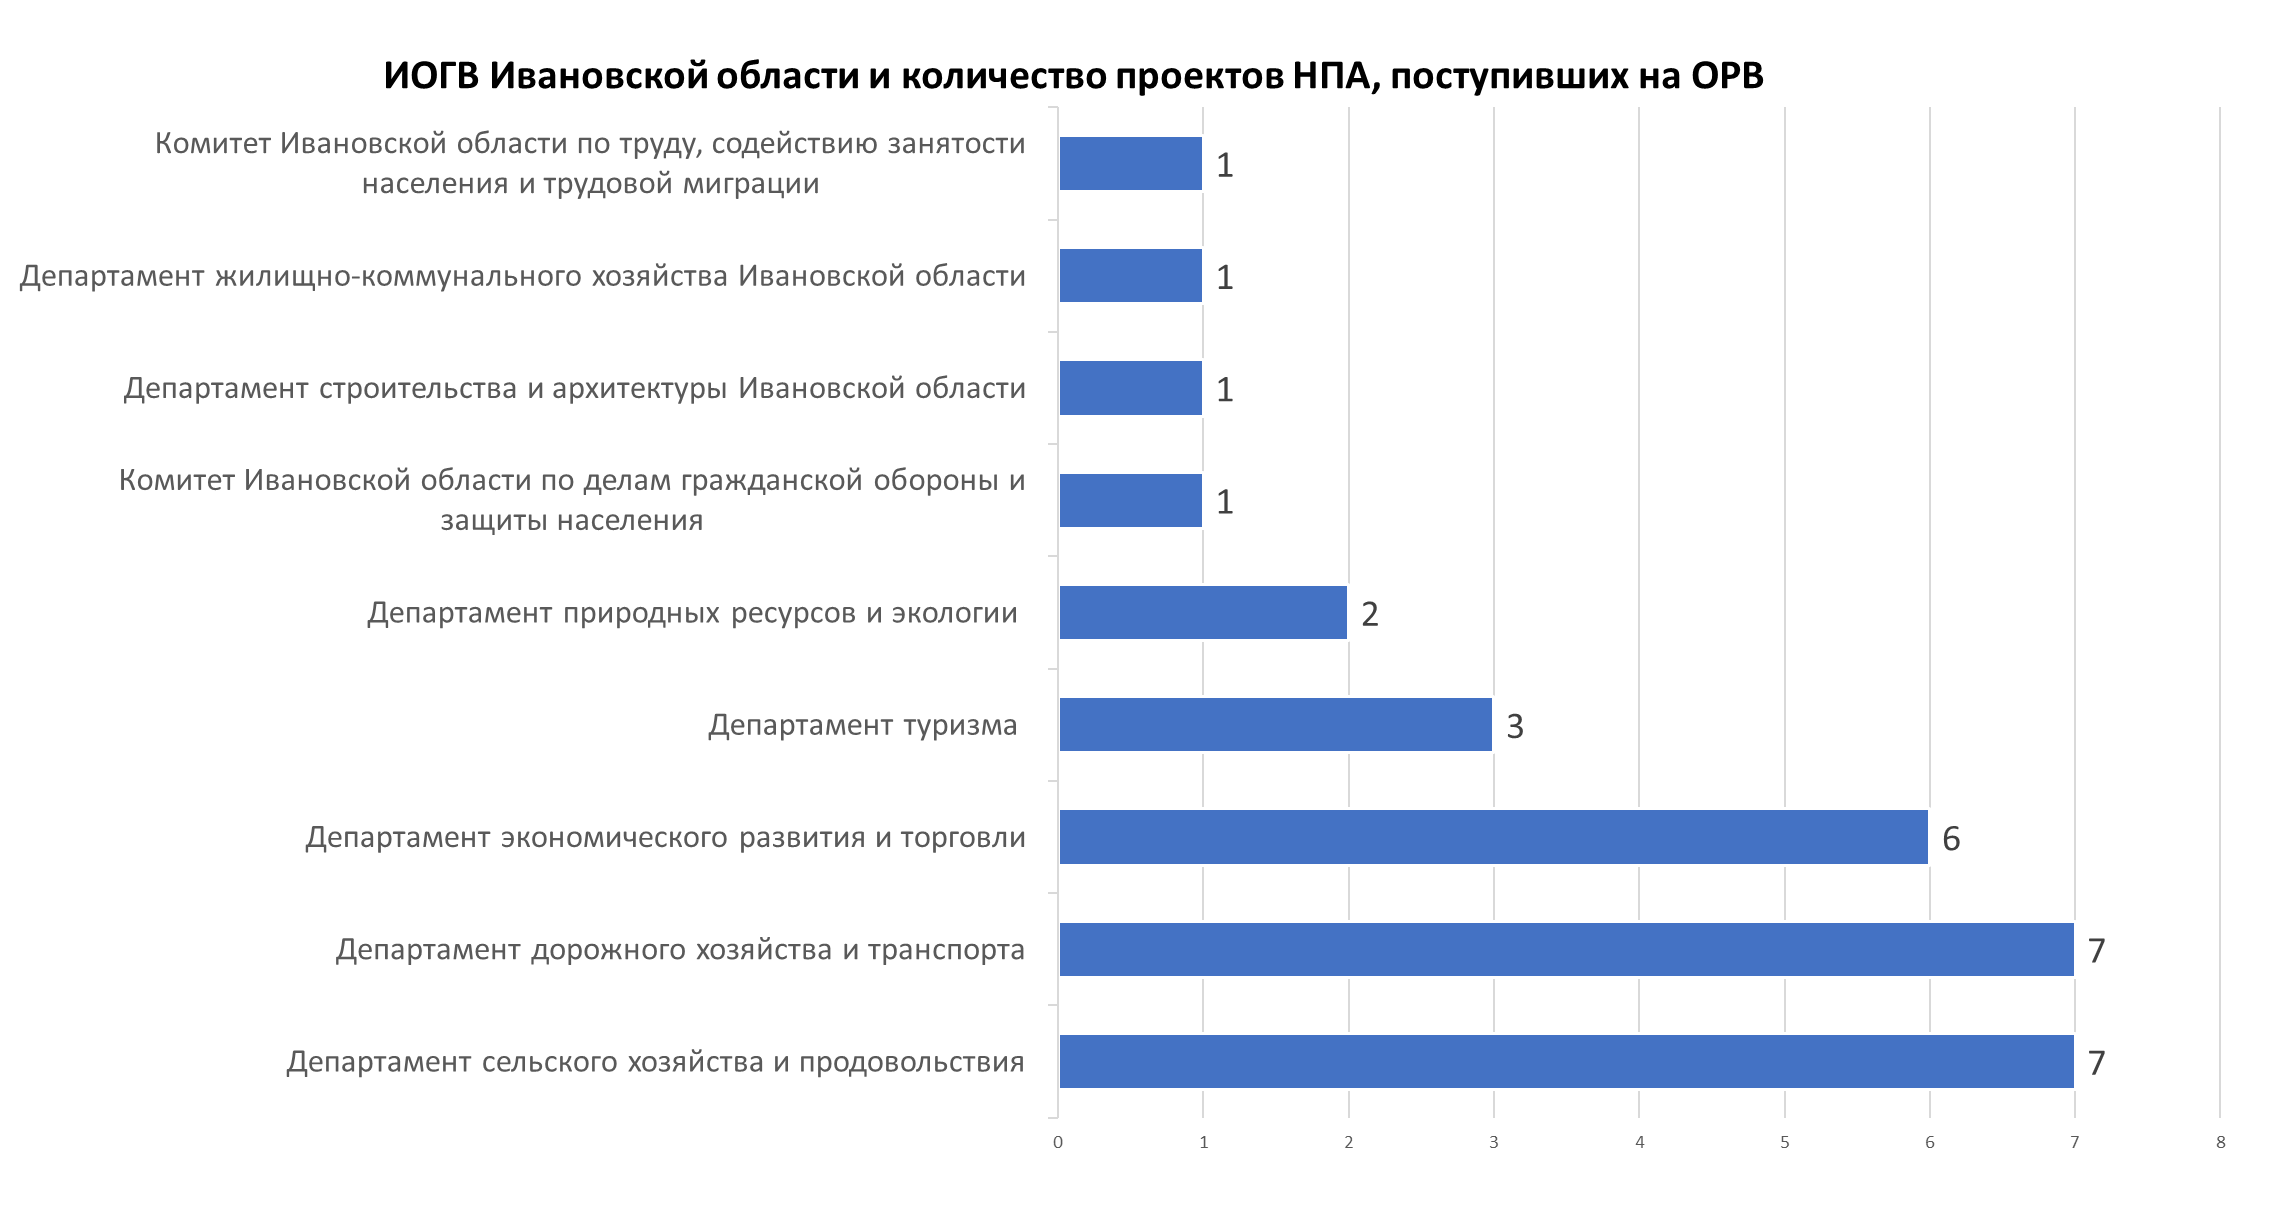 ИОГВ Ивановской области и количество проектов НПА, поступивших на ОРВ
Комитет Ивановской области по труду, содействию занятости
населения и трудовой миграции
1
Департамент жилищно-коммунального хозяйства Ивановской области
1
Департамент строительства и архитектуры Ивановской области
1
Комитет Ивановской области по делам гражданской обороны и
защиты населения
1
Департамент природных ресурсов и экологии
2
Департамент туризма
3
Департамент экономического развития и торговли
6
Департамент дорожного хозяйства и транспорта
7
Департамент сельского хозяйства и продовольствия
7
0 1 2 3 4 5 6 7 8